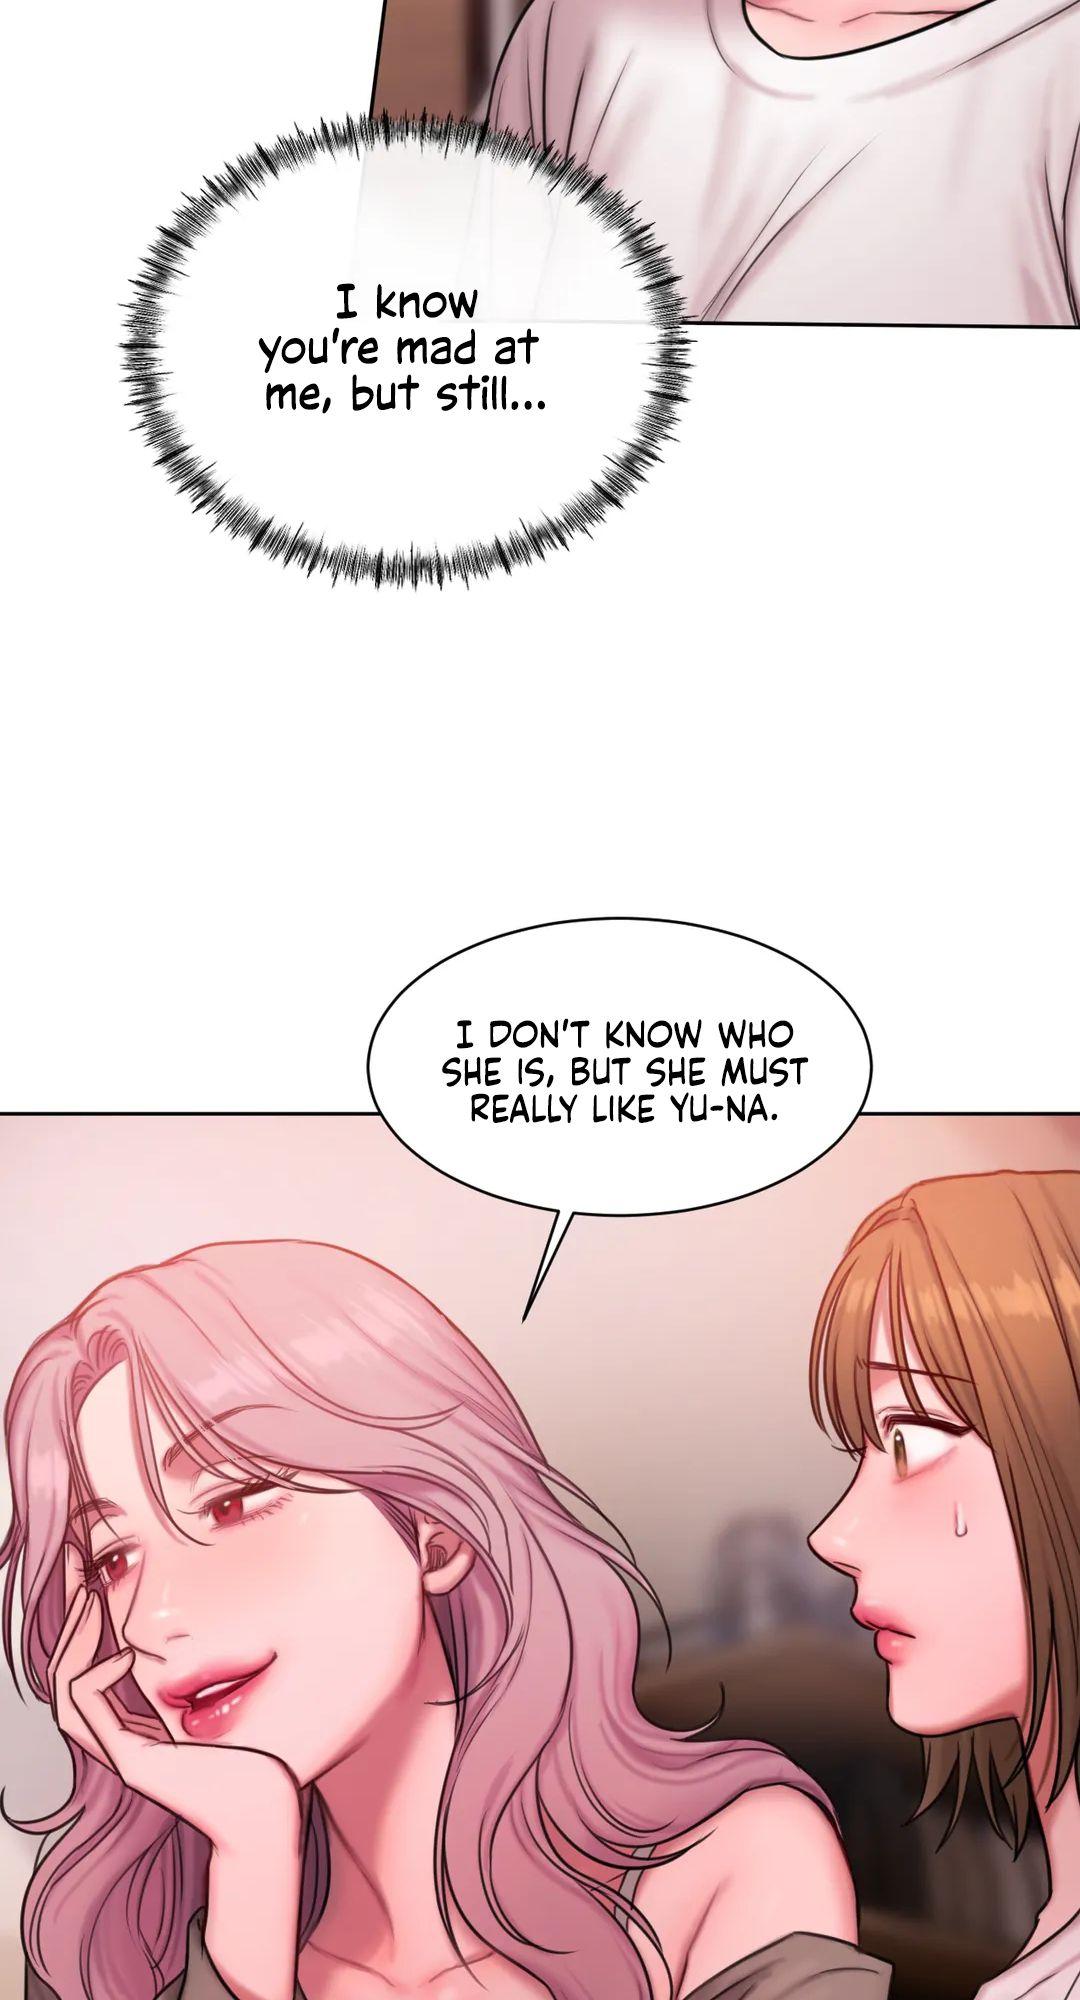 I know
you're mad at
me, but still...
I DON'T KNOW WHO
SHE IS, BUT SHE MUST
REALLY LIKE YU-NA.